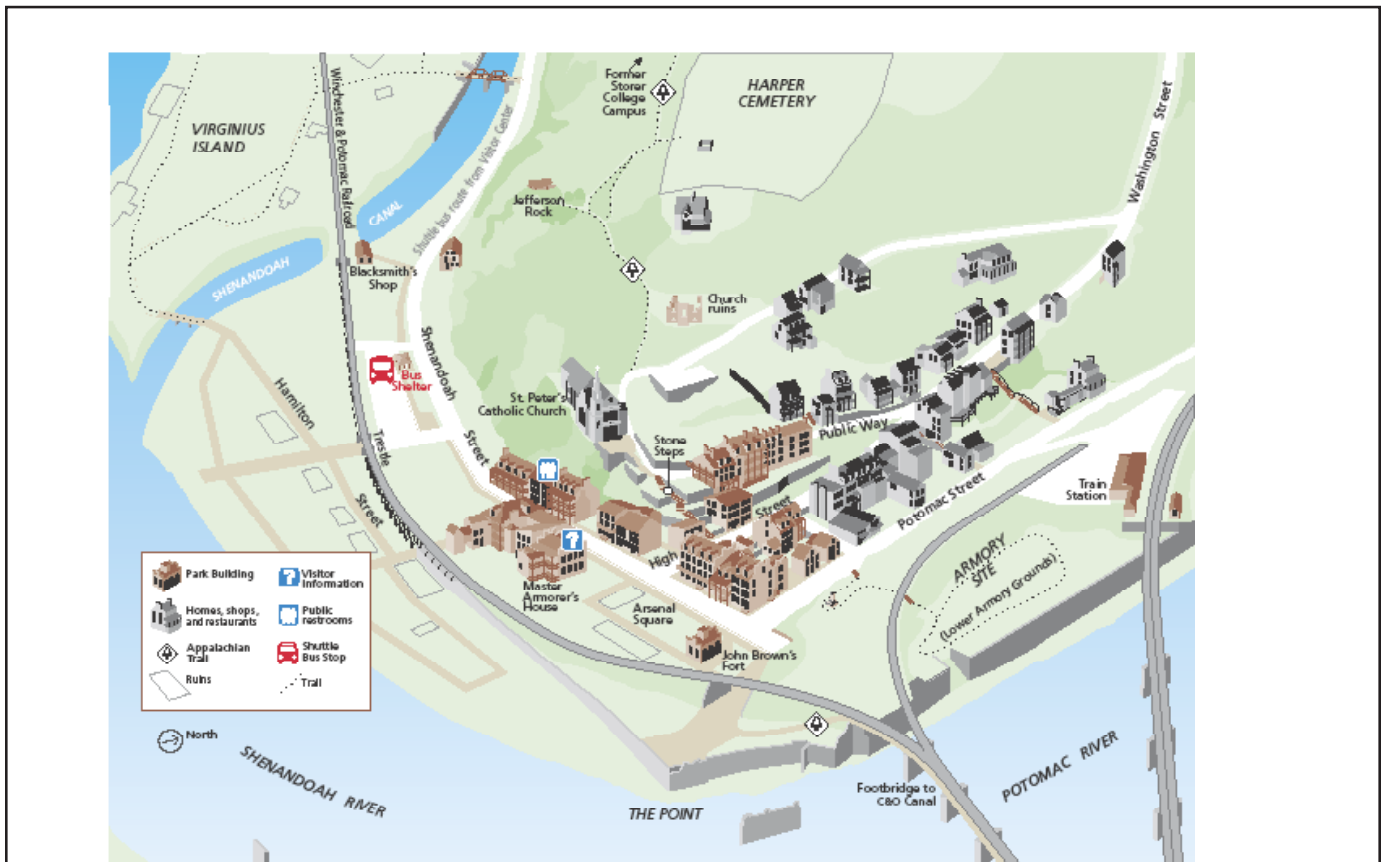 Former
Storer
College
Campus
HARPER
CEMETERY
VIRGINIUS
ISLAND
Winchester & Potomac Railroad
Shuttle bus route from Visitor Center
Washington Street
CANAL
Jefferson
Rock
SHENANDOAH
Blacksmith's
Shop
Church
ruins
Shenandoah
Street
Bus
Shelter
Hamilton
Street
Trestle
St. Peter's
Catholic Church
Stone
Steps
Public Way
High
Street
Potomac Street
Train
Station
ARMORY
SITE
(Lower Armory Grounds)
Master
Armorer's
House
Arsenal
Square
John Brown's
Fort
?
Park Building
?
Visitor
Information
Homes, shops,
and restaurants
Public
restrooms
Appalachian
Trail
Shuttle
Bus Stop
Ruins
Trail
North
SHENANDOAH RIVER
THE POINT
Footbridge to
C&O Canal
POTOMAC RIVER